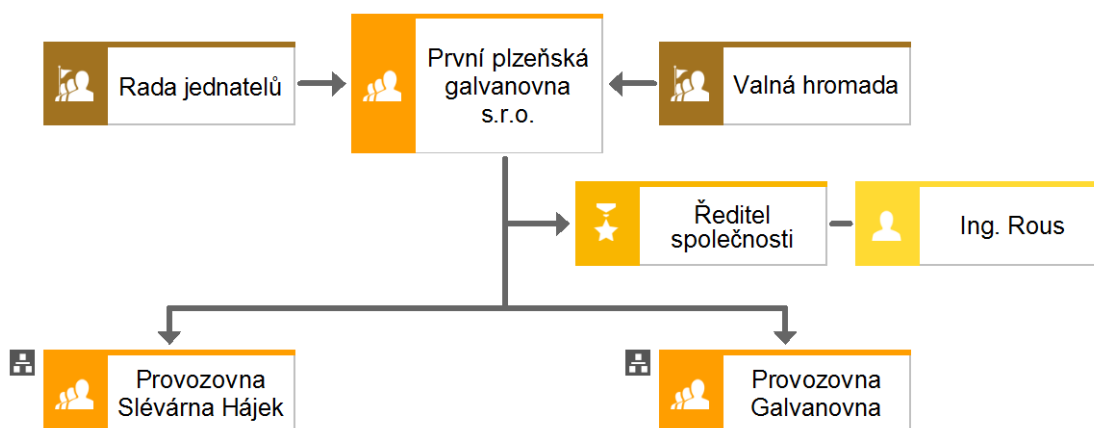 Rada jednatelů
První plzeňská
galvanovna
s.r.o.
Valná hromada
Ředitel
společnosti
Ing. Rous
Provozovna
Slévárna Hájek
Provozovna
Galvanovna